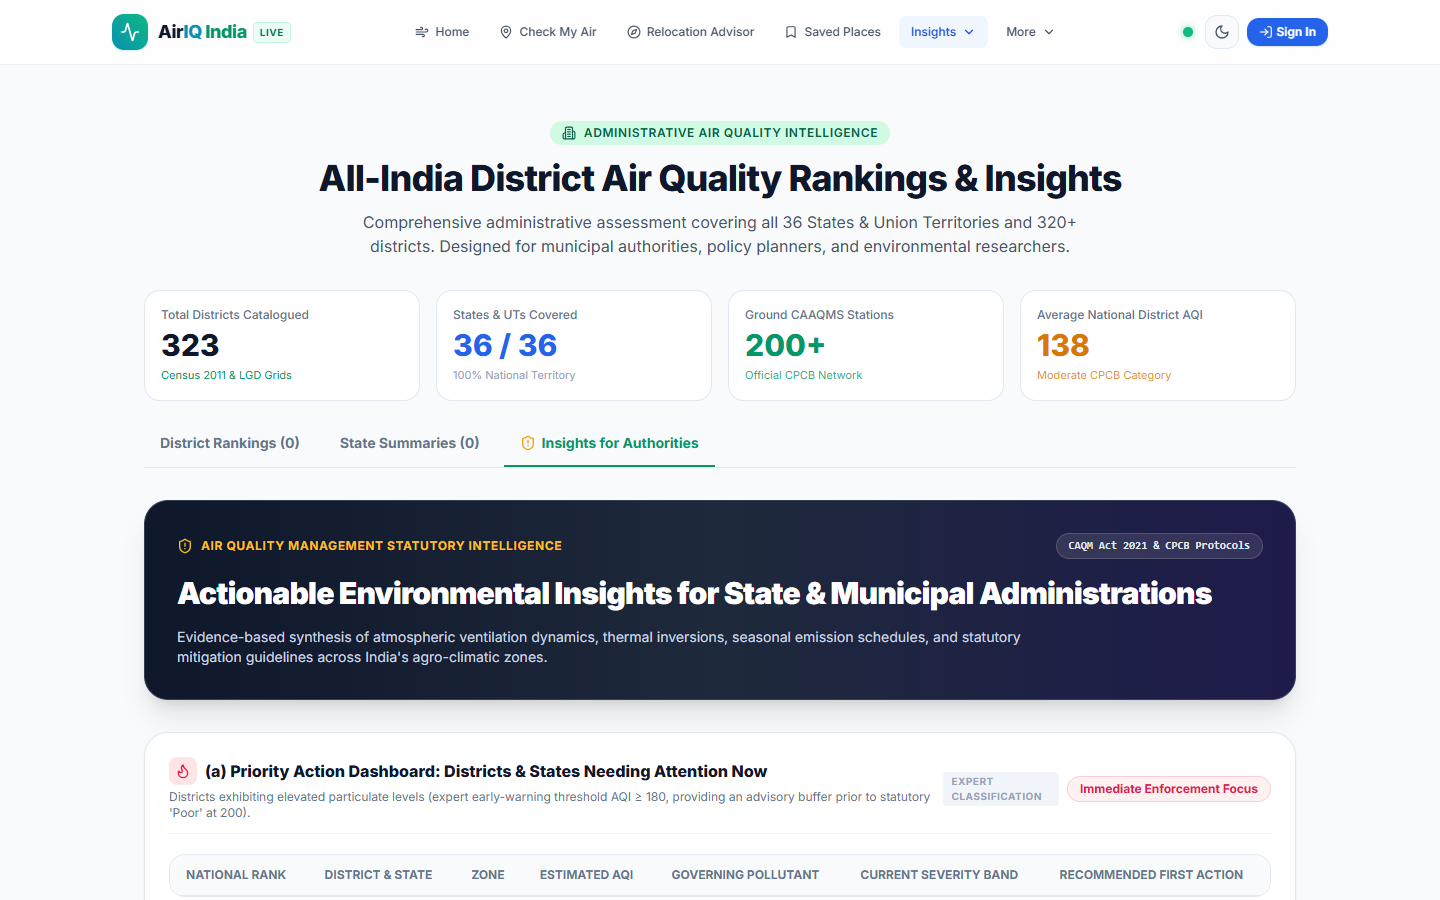 AirIQ India LIVE
Home
Check My Air
Relocation Advisor
Saved Places
Insights
More
Sign In
ADMINISTRATIVE AIR QUALITY INTELLIGENCE
All-India District Air Quality Rankings & Insights
Comprehensive administrative assessment covering all 36 States & Union Territories and 320+
districts. Designed for municipal authorities, policy planners, and environmental researchers.
Total Districts Catalogued
323
Census 2011 & LGD Grids
States & UTs Covered
36 / 36
100% National Territory
Ground CAAQMS Stations
200+
Official CPCB Network
Average National District AQI
138
Moderate CPCB Category
District Rankings (0)
State Summaries (0)
Insights for Authorities
AIR QUALITY MANAGEMENT STATUTORY INTELLIGENCE
CAQM Act 2021 & CPCB Protocols
Actionable Environmental Insights for State & Municipal Administrations
Evidence-based synthesis of atmospheric ventilation dynamics, thermal inversions, seasonal emission schedules, and statutory
mitigation guidelines across India's agro-climatic zones.
(a) Priority Action Dashboard: Districts & States Needing Attention Now
Districts exhibiting elevated particulate levels (expert early-warning threshold AQI ≥ 180, providing an advisory buffer prior to statutory
'Poor' at 200).
EXPERT
CLASSIFICATION
Immediate Enforcement Focus
NATIONAL RANK
DISTRICT & STATE
ZONE
ESTIMATED AQI
GOVERNING POLLUTANT
CURRENT SEVERITY BAND
RECOMMENDED FIRST ACTION